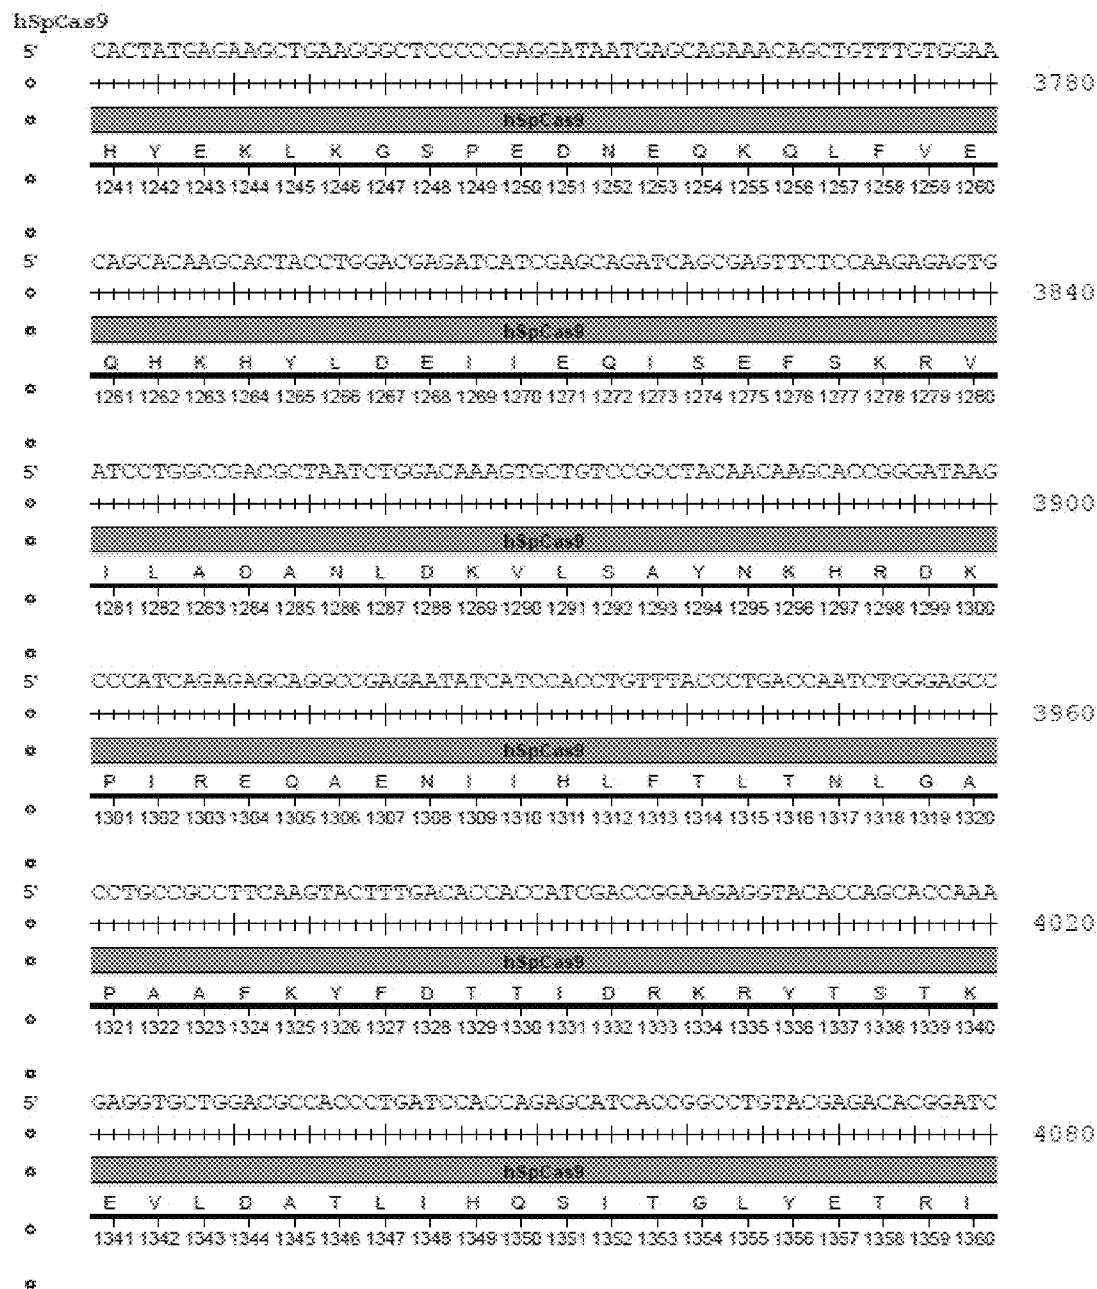 hSpCas9
5' CACTATGAGAAGCTGAAGGGCTCCCCCGAGGATAATGAGCAGAAACAGCTGTTTGTGGAA
3780
hSpCas9
H Y E K L K G S P E D N E Q K Q L F V E
1241 1242 1243 1244 1245 1246 1247 1248 1249 1250 1251 1252 1253 1254 1255 1256 1257 1258 1259 1260
5' CAGCACAAGCACTACCTGGACGAGATCATCGAGCAGATCAGCGAGTTCTCCAAGAGAGTG
3840
hSpCas9
Q H K H Y L D E I I E Q I S E F S K R V
1261 1262 1263 1264 1265 1266 1267 1268 1269 1270 1271 1272 1273 1274 1275 1276 1277 1278 1279 1280
5' ATCCTGGCCGACGCTAATCTGGACAAAGTGCTGTCCGCCTACAACAAGCACCGGGATAAG
3900
hSpCas9
I L A D A N L D K V L S A Y N K H R D K
1281 1282 1283 1284 1285 1286 1287 1288 1289 1290 1291 1292 1293 1294 1295 1296 1297 1298 1299 1300
5' CCCATCAGAGAGCAGGCCGAGAATATCATCCACCTGTTTACCCTGACCAATCTGGGAGCC
3960
hSpCas9
P I R E Q A E N I I H L F T L T N L G A
1301 1302 1303 1304 1305 1306 1307 1308 1309 1310 1311 1312 1313 1314 1315 1316 1317 1318 1319 1320
5' CCTGCCGCCTTCAAGTACTTTGACACCACCATCGACCGGAAGAGGTACACCAGCACCAAA
4020
hSpCas9
P A A F K Y F D T T I D R K R Y T S T K
1321 1322 1323 1324 1325 1326 1327 1328 1329 1330 1331 1332 1333 1334 1335 1336 1337 1338 1339 1340
5' GAGGTGCTGGACGCCACCCTGATCCACCAGAGCATCACCGGCCTGTACGAGACACGGATC
4080
hSpCas9
E V L D A T L I H Q S I T G L Y E T R I
1341 1342 1343 1344 1345 1346 1347 1348 1349 1350 1351 1352 1353 1354 1355 1356 1357 1358 1359 1360